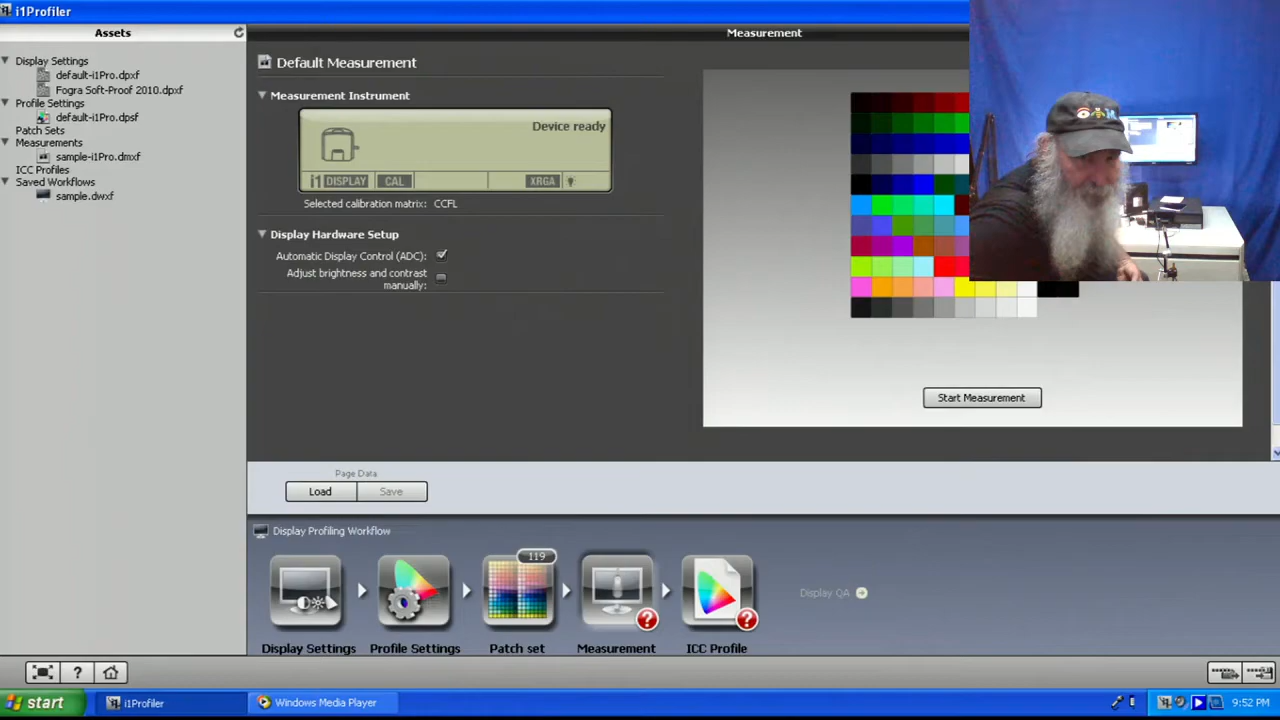 i1Profiler
Assets
Measurement
Display Settings
default-i1Pro.dpxf
Fogra Soft-Proof 2010.dpxf
Profile Settings
default-i1Pro.dpsf
Patch Sets
Measurements
sample-i1Pro.dmxf
ICC Profiles
Saved Workflows
sample.dwxf
Default Measurement
Measurement Instrument
Device ready
i1 DISPLAY CAL XRGA
Selected calibration matrix: CCFL
Display Hardware Setup
Automatic Display Control (ADC):
Adjust brightness and contrast
manually:
Start Measurement
Page Data
Load Save
Display Profiling Workflow
119
Display QA
Display Settings Profile Settings Patch set Measurement ICC Profile
start i1Profiler Windows Media Player 9:52 PM